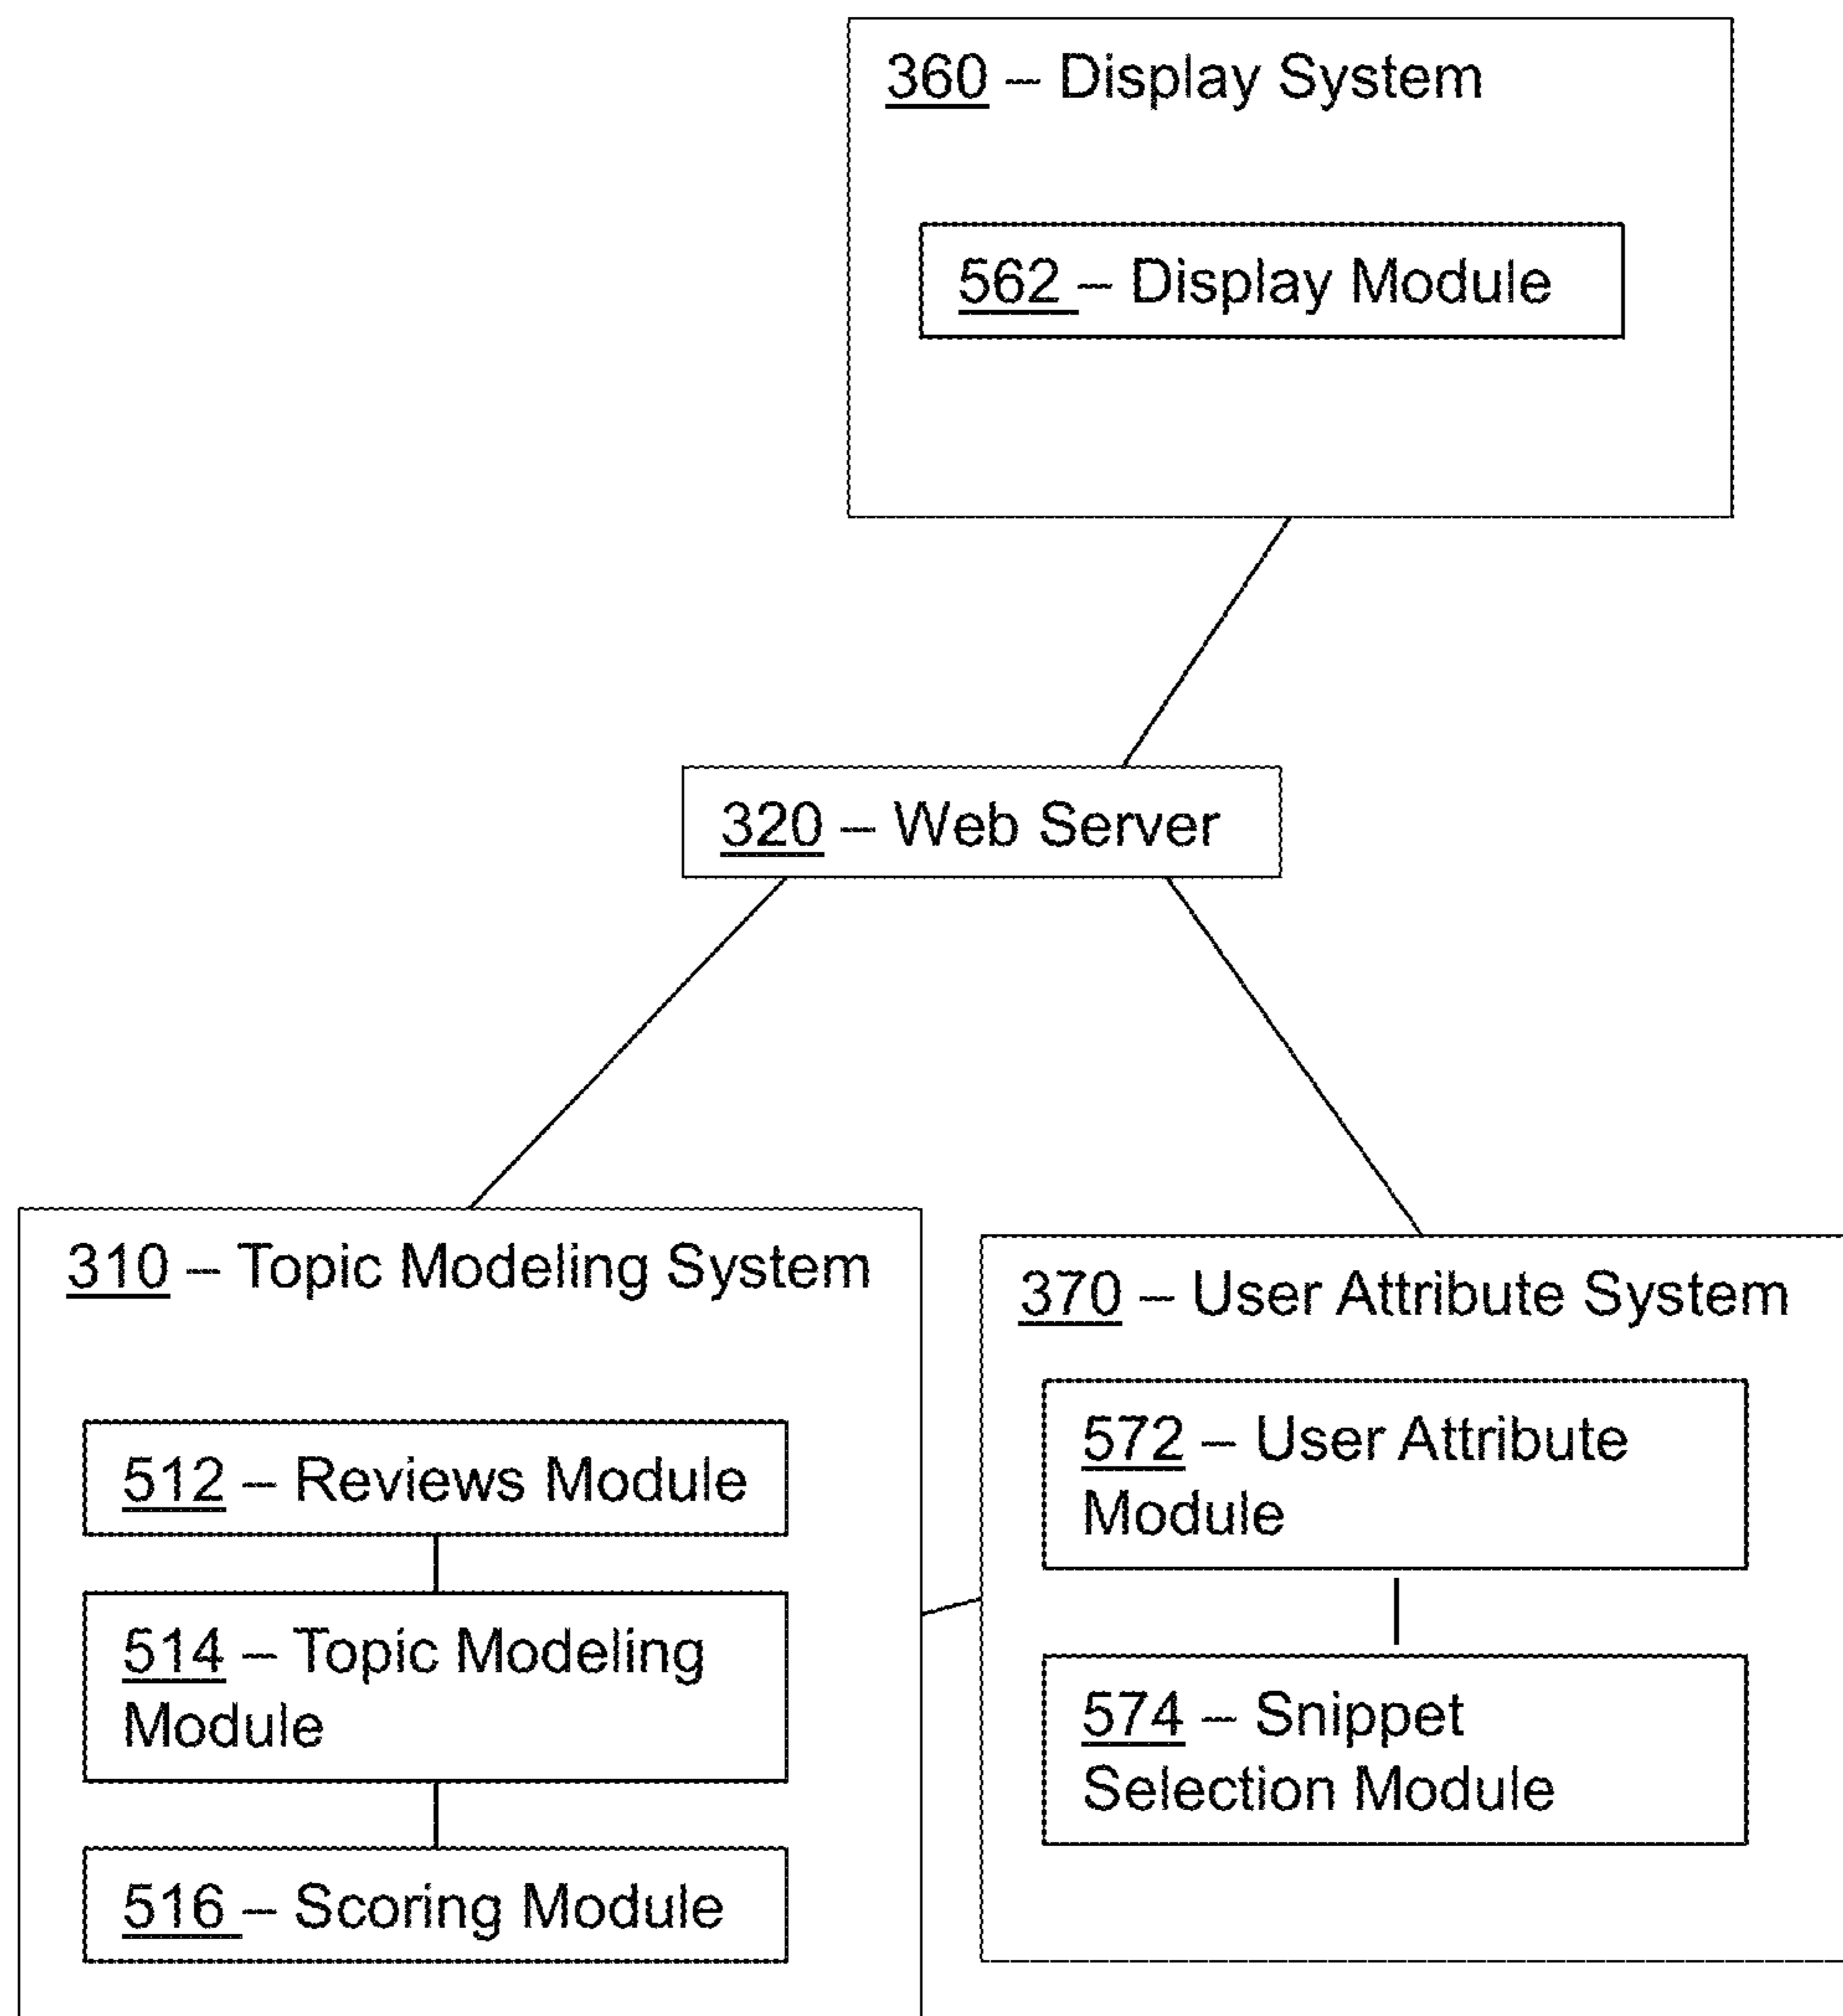 360 – Display System
562 – Display Module
320 – Web Server
310 – Topic Modeling System
512 – Reviews Module
514 – Topic Modeling
Module
516 – Scoring Module
370 – User Attribute System
572 – User Attribute
Module
574 – Snippet
Selection Module